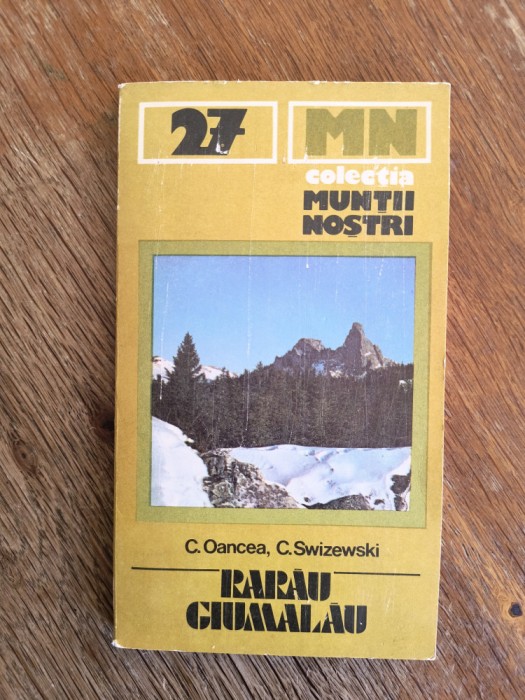 27
MN
colecția
MUNȚII
NOȘTRI
C. Oancea, C. Swizewski
RARĂU
GIUMALĂU